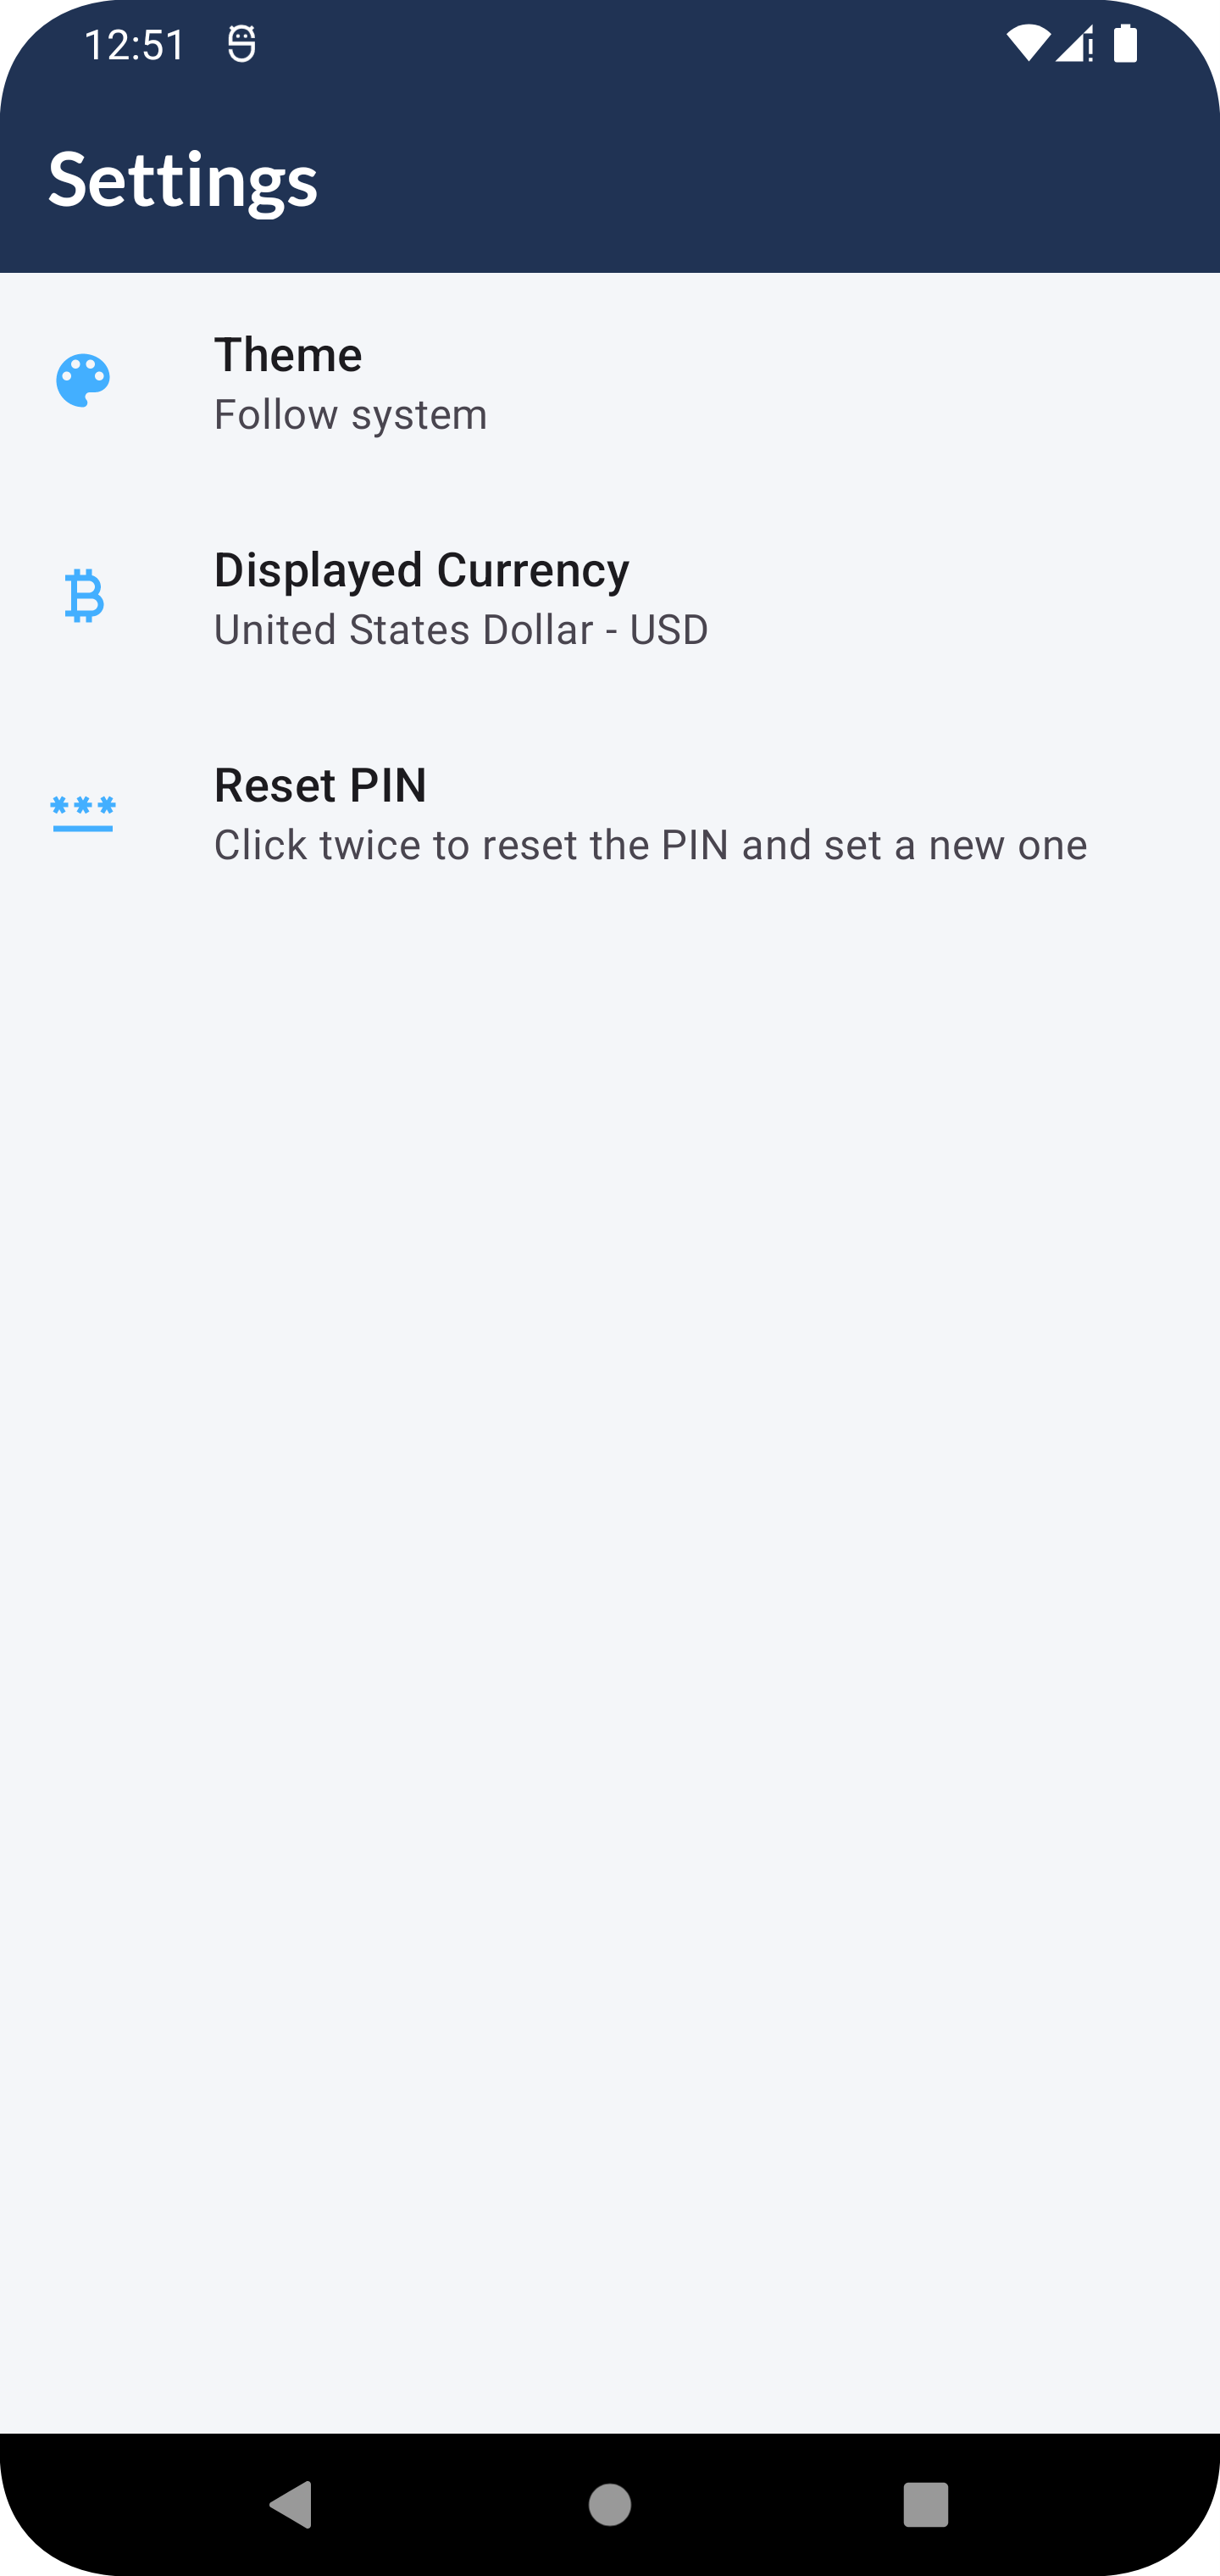 12:51
Settings
Theme
Follow system
Displayed Currency
United States Dollar - USD
Reset PIN
Click twice to reset the PIN and set a new one